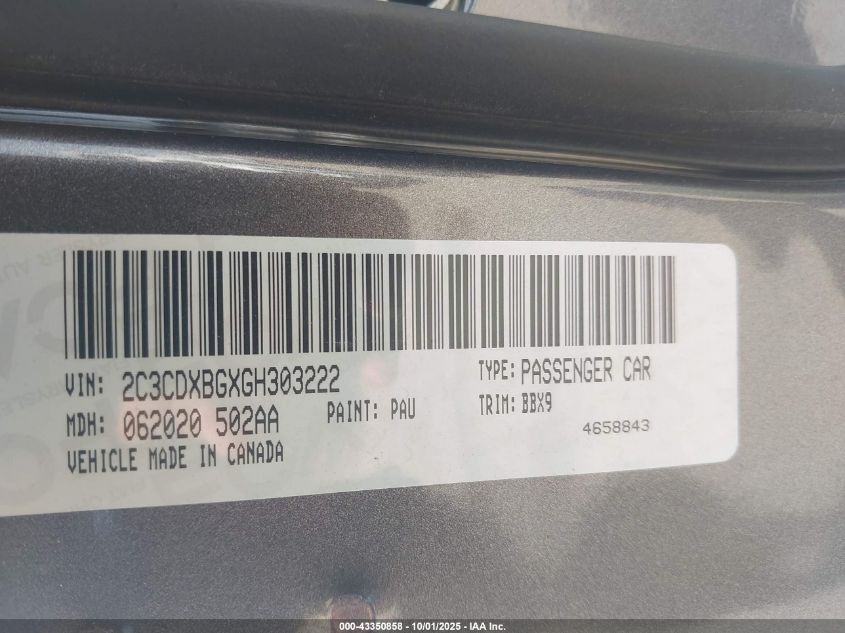 VIN: 2C3CDXBGXGH303222
TYPE: PASSENGER CAR
MDH: 062020 502AA
PAINT: PAU
TRIM: BBX9
4658843
VEHICLE MADE IN CANADA
000-43350858 - 10/01/2025 - IAA Inc.